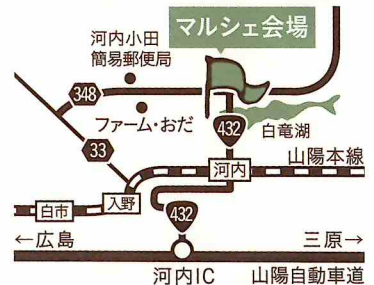 マルシェ会場
河内小田
簡易郵便局
348
ファーム・おだ
432
白竜湖
33
河内
山陽本線
入野
白市
432
←広島
三原→
河内IC
山陽自動車道